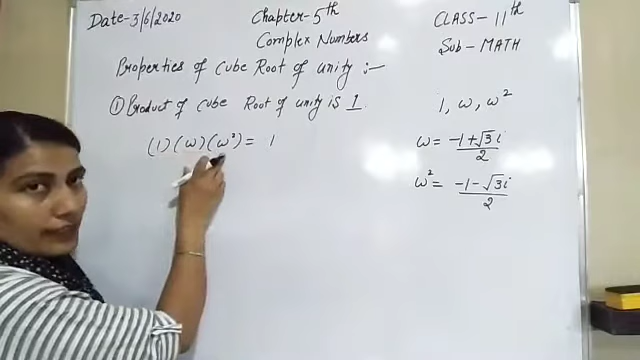 Date-3/6/2020
Chapter-5th
Complex Numbers
CLASS-11th
Sub-MATH
Properties of Cube Root of unity :-
① Product of cube Root of unity is 1.
(1) (ω) (ω²) = 1
1, ω, ω²
ω = -1+√3i / 2
ω² = -1-√3i / 2